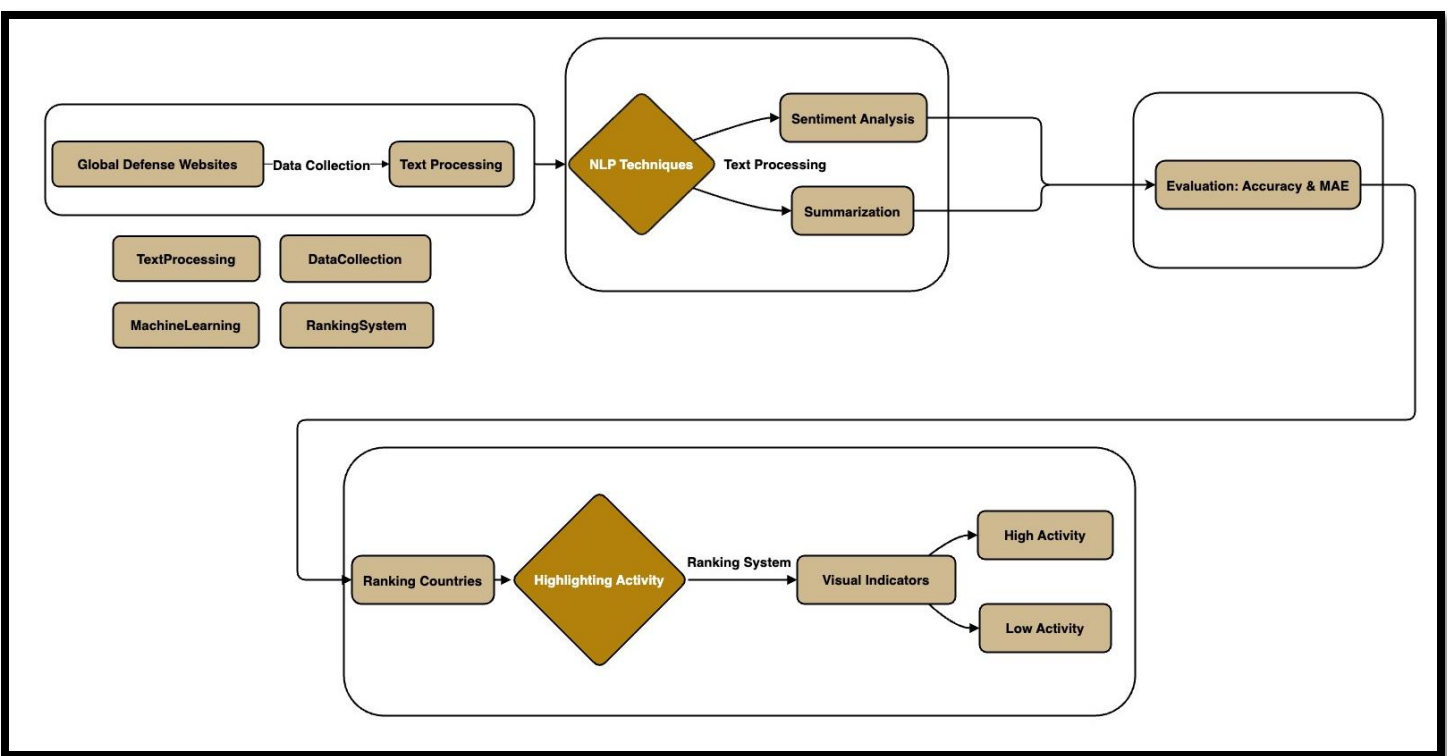 Global Defense Websites
Data Collection
Text Processing
TextProcessing
DataCollection
MachineLearning
RankingSystem
NLP Techniques
Text Processing
Sentiment Analysis
Summarization
Evaluation: Accuracy & MAE
Ranking Countries
Highlighting Activity
Ranking System
Visual Indicators
High Activity
Low Activity